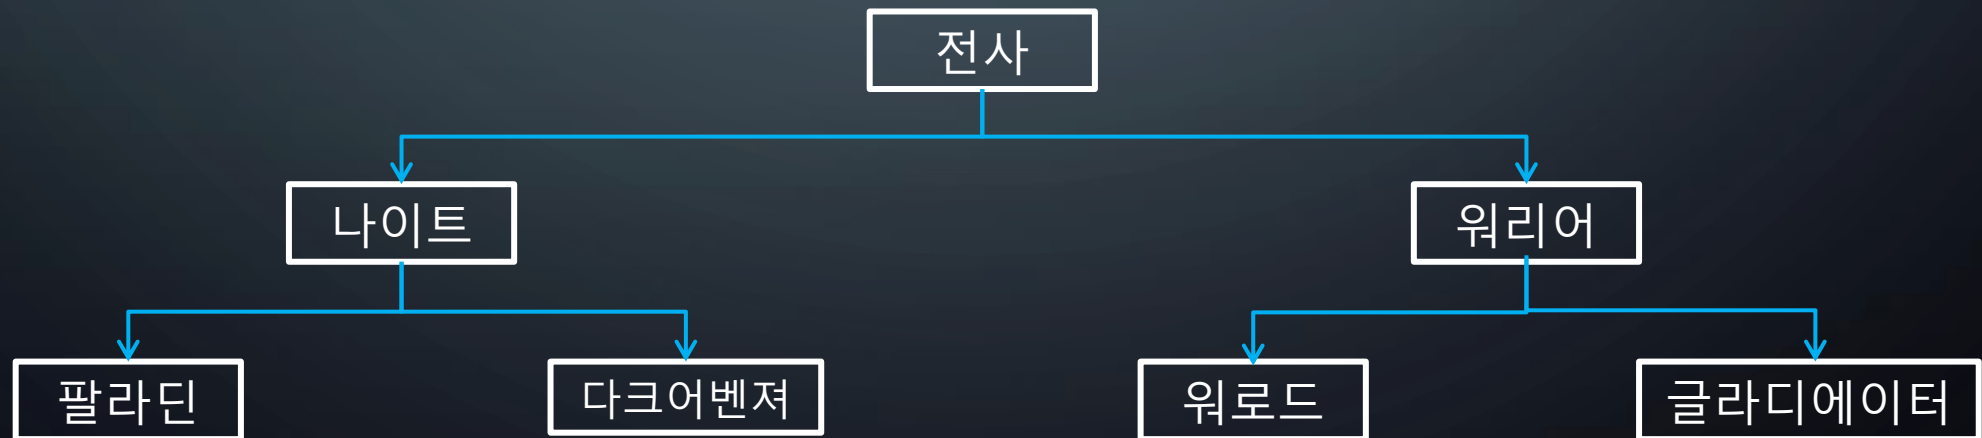 전사
나이트
워리어
팔라딘
다크어벤져
워로드
글라디에이터